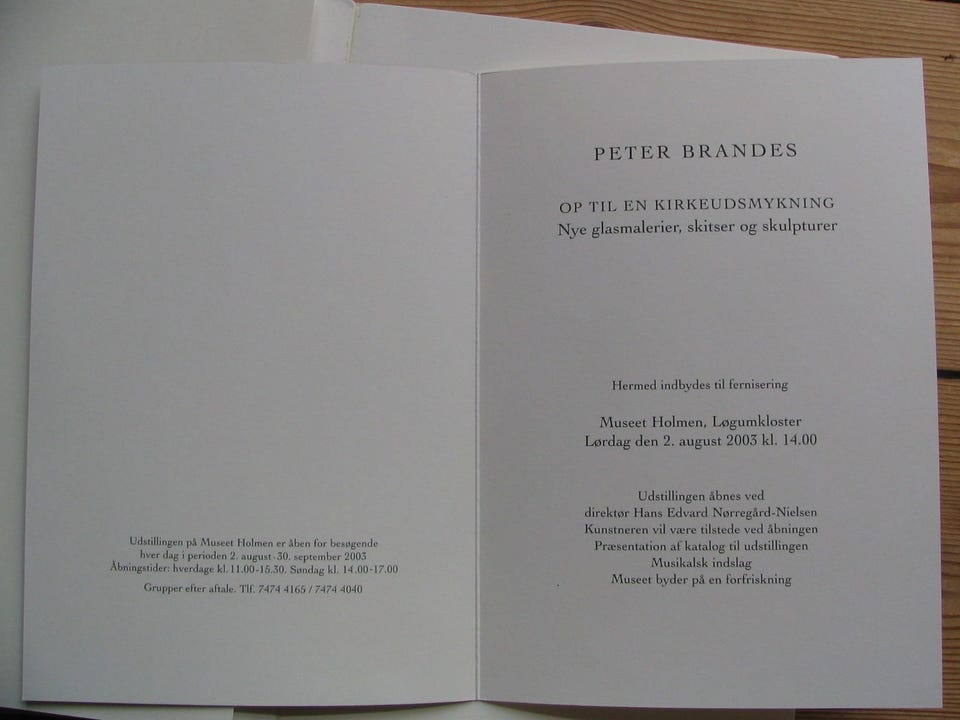 Udstillingen på Museet Holmen er åben for besøgende
hver dag i perioden 2. august - 30. september 2003
Åbningstider: hverdage kl. 11.00-15.30. Søndag kl. 14.00-17.00
Grupper efter aftale. Tlf. 7474 4165 / 7474 4040
PETER BRANDES
OP TIL EN KIRKEUDSMYKNING
Nye glasmalerier, skitser og skulpturer
Hermed indbydes til fernisering
Museet Holmen, Løgumkloster
Lørdag den 2. august 2003 kl. 14.00
Udstillingen åbnes ved
direktør Hans Edvard Nørregård-Nielsen
Kunstneren vil være tilstede ved åbningen
Præsentation af katalog til udstillingen
Musikalsk indslag
Museet byder på en forfriskning